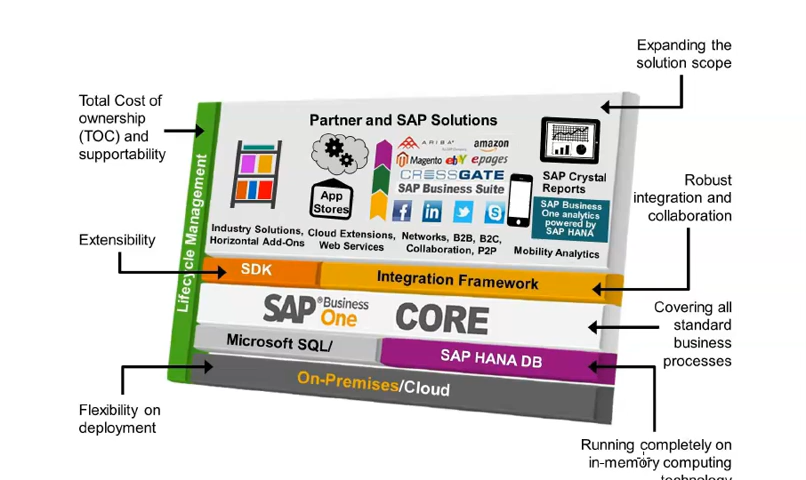 Expanding the
solution scope
Total Cost of
ownership
(TOC) and
supportability
Partner and SAP Solutions
ARIBA
amazon
Magento
ebY
epages
CRESSGATE
SAP Business Suite
App
Stores
SAP Crystal
Reports
SAP Business
One analytics
powered by
SAP HANA
Industry Solutions,
Horizontal Add-Ons
Cloud Extensions,
Web Services
Networks, B2B, B2C,
Collaboration, P2P
Mobility Analytics
Lifecycle Management
Robust
integration and
collaboration
Extensibility
SDK
Integration Framework
SAP®Business
One
CORE
Covering all
standard
business
processes
Microsoft SQL/
SAP HANA DB
On-Premises/Cloud
Flexibility on
deployment
Running completely on
in-memory computing
technology